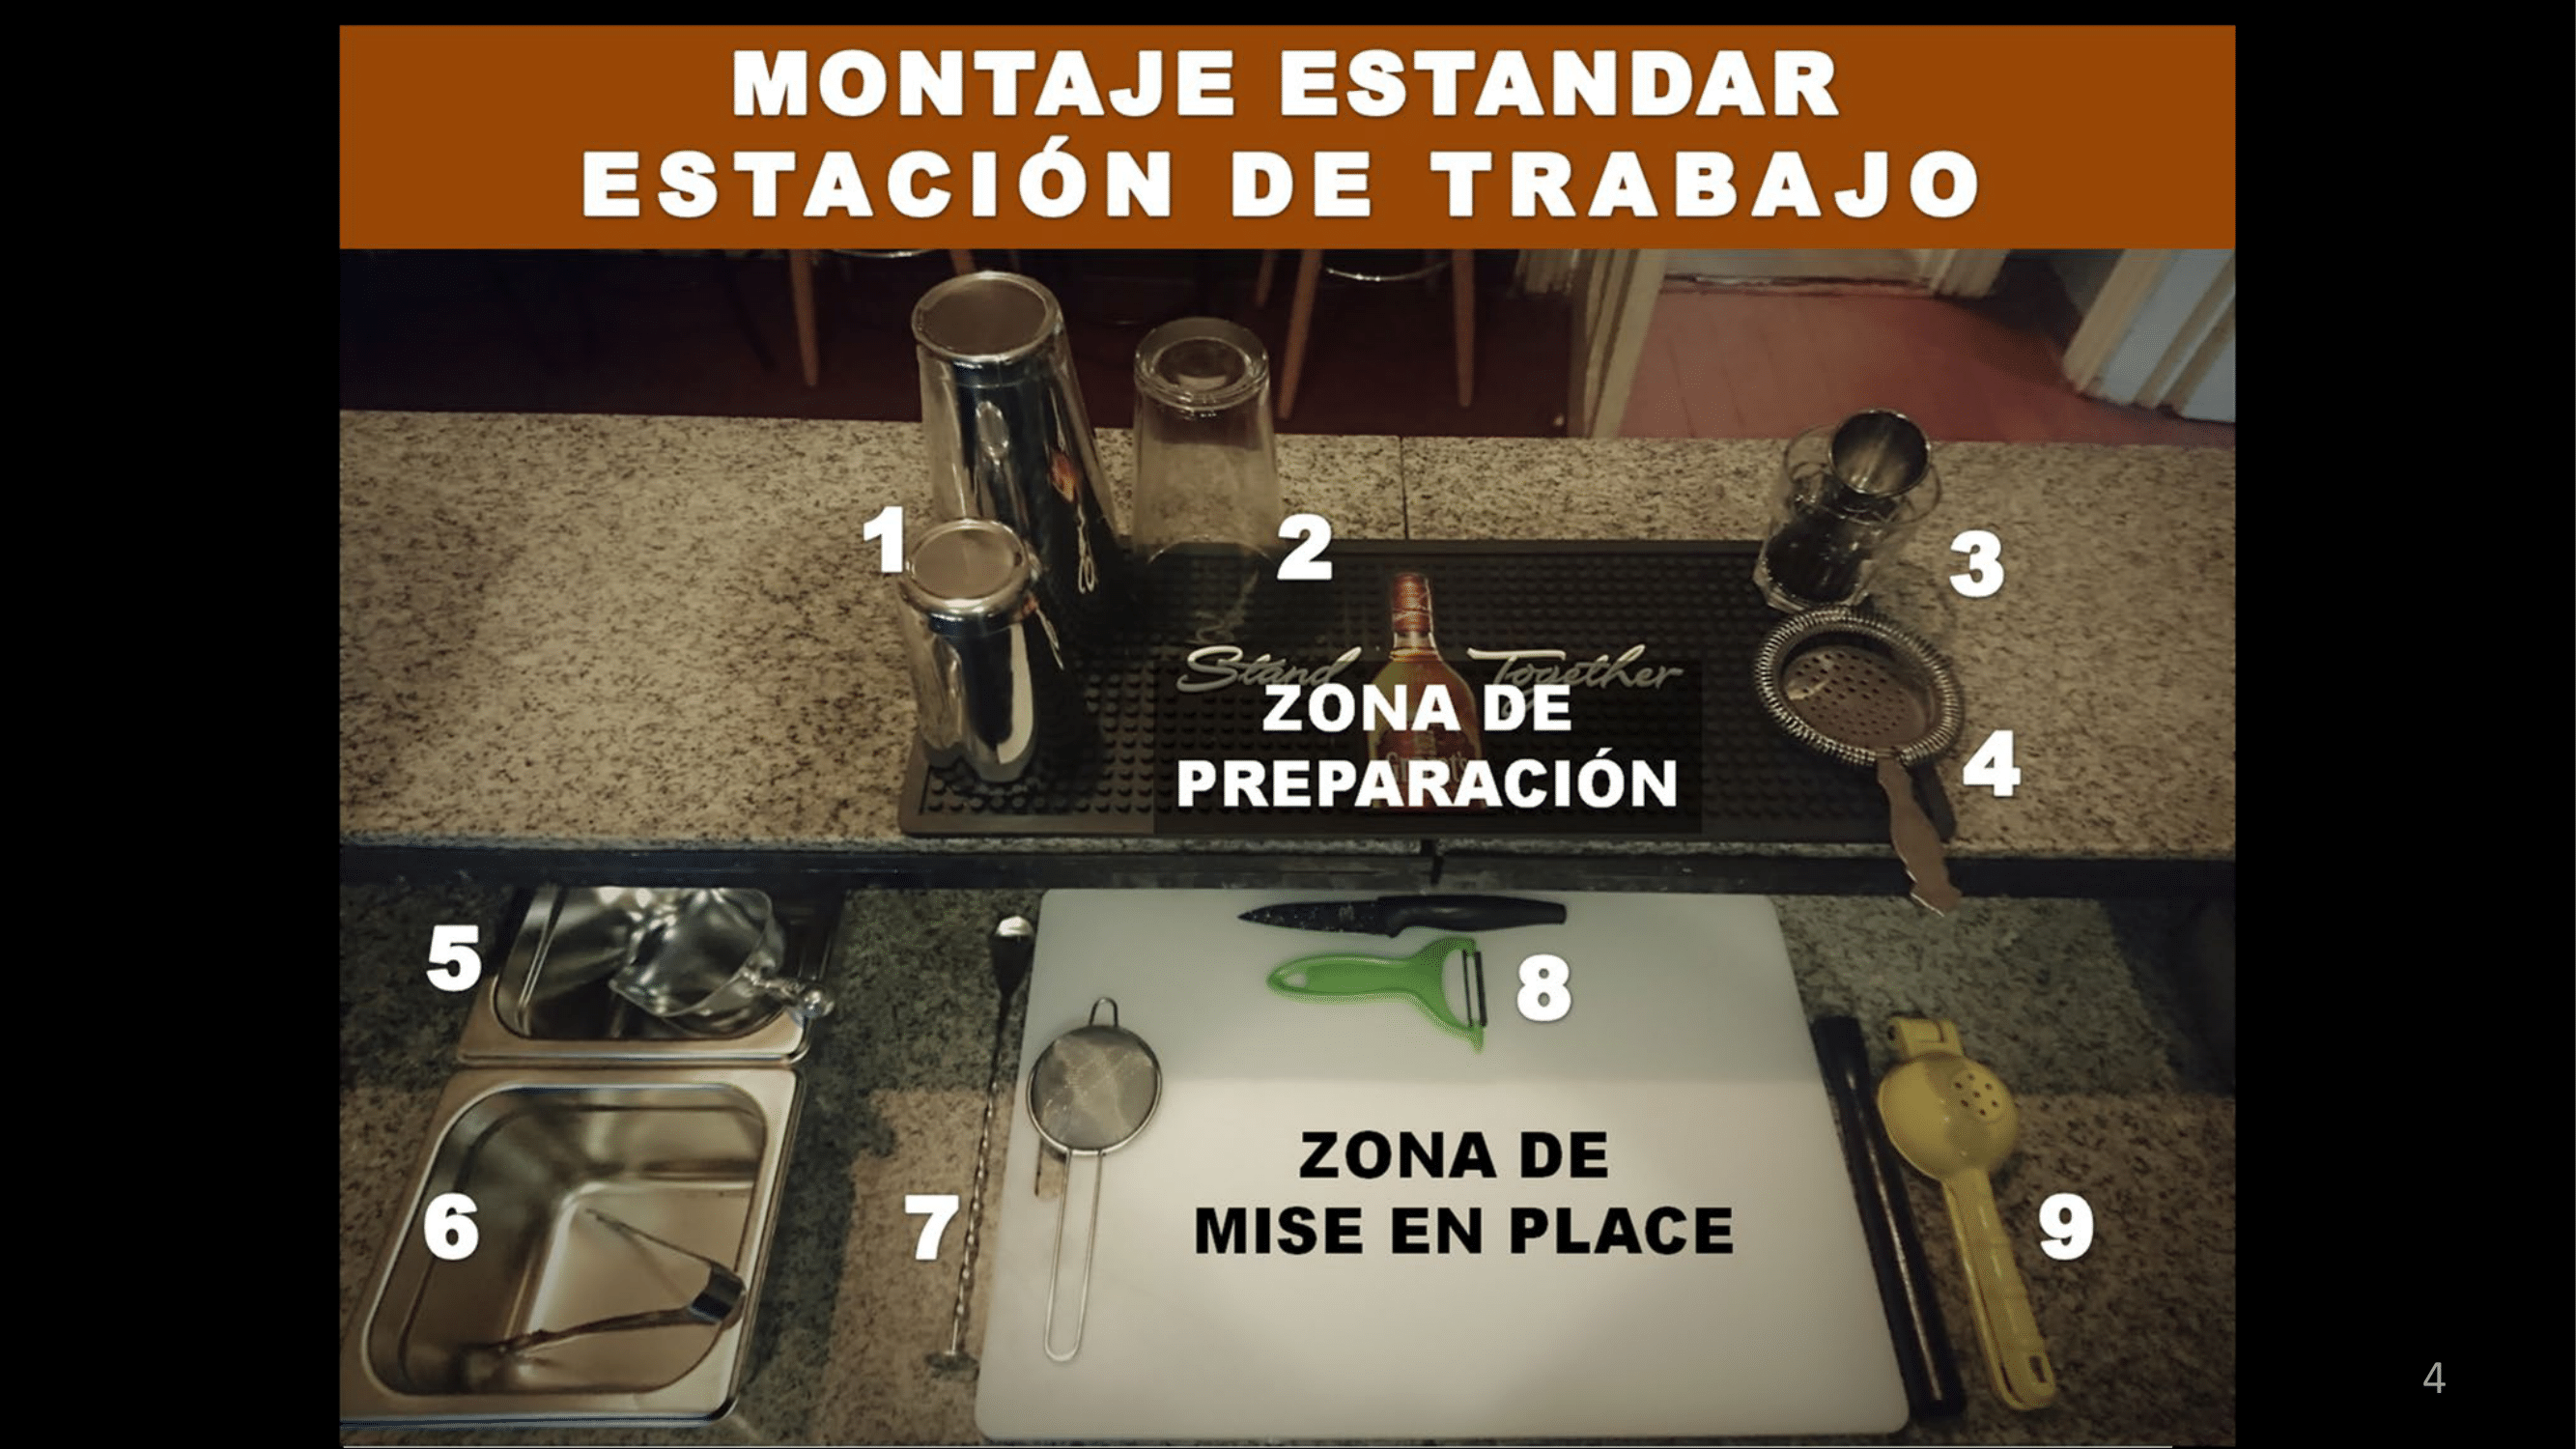 MONTAJE ESTANDAR
ESTACIÓN DE TRABAJO
1
2
3
Stand Together
ZONA DE
PREPARACIÓN
4
5
8
ZONA DE
MISE EN PLACE
6
7
9
4